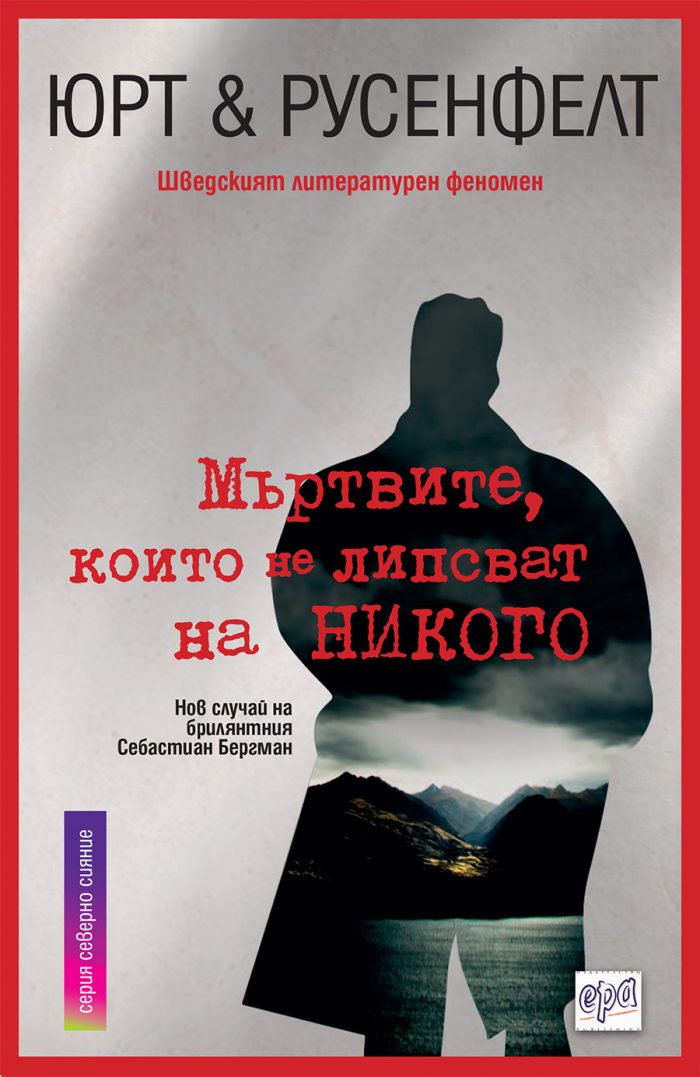 ЮРТ & РУСЕНФЕЛТ
Шведският литературен феномен
Мъртвите,
които не липсват
на НИКОГО
Нов случай на
брилянтния
Себастиан Бергман
серия северно сияние
ера